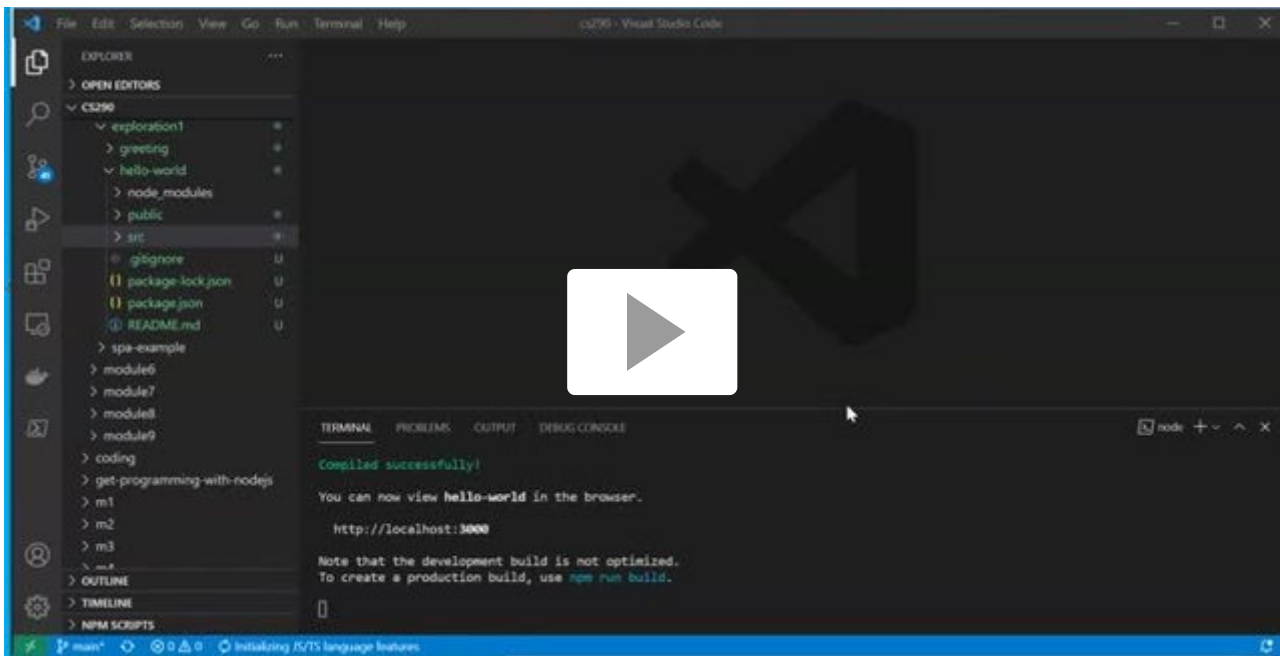 File Edit Selection View Go Run Terminal Help cs290 - Visual Studio Code
EXPLORER ...
OPEN EDITORS
CS290
exploration1
greeting
hello-world
node_modules
public
src
.gitignore U
package-lock.json U
package.json U
README.md U
spa-example
module6
module7
module8
module9
coding
get-programming-with-nodejs
m1
m2
m3
m4
OUTLINE
TIMELINE
NPM SCRIPTS
TERMINAL PROBLEMS OUTPUT DEBUG CONSOLE node
Compiled successfully!
You can now view hello-world in the browser.
http://localhost:3000
Note that the development build is not optimized.
To create a production build, use npm run build.
main* 0 0 Initializing JS/TS language features